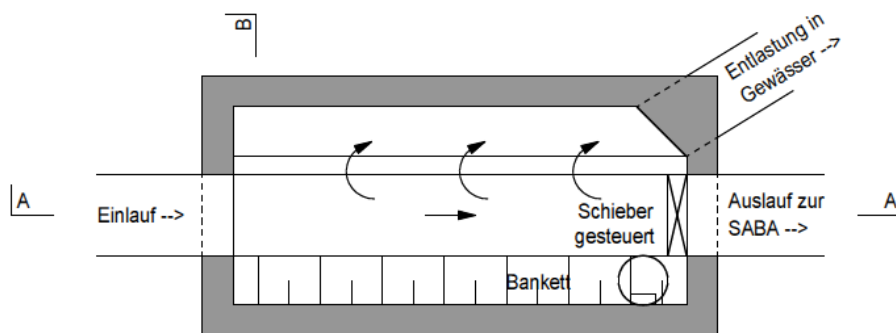 B
Entlastung in
Gewässer -->
A
Einlauf -->
Schieber
gesteuert
Auslauf zur
SABA -->
A
Bankett